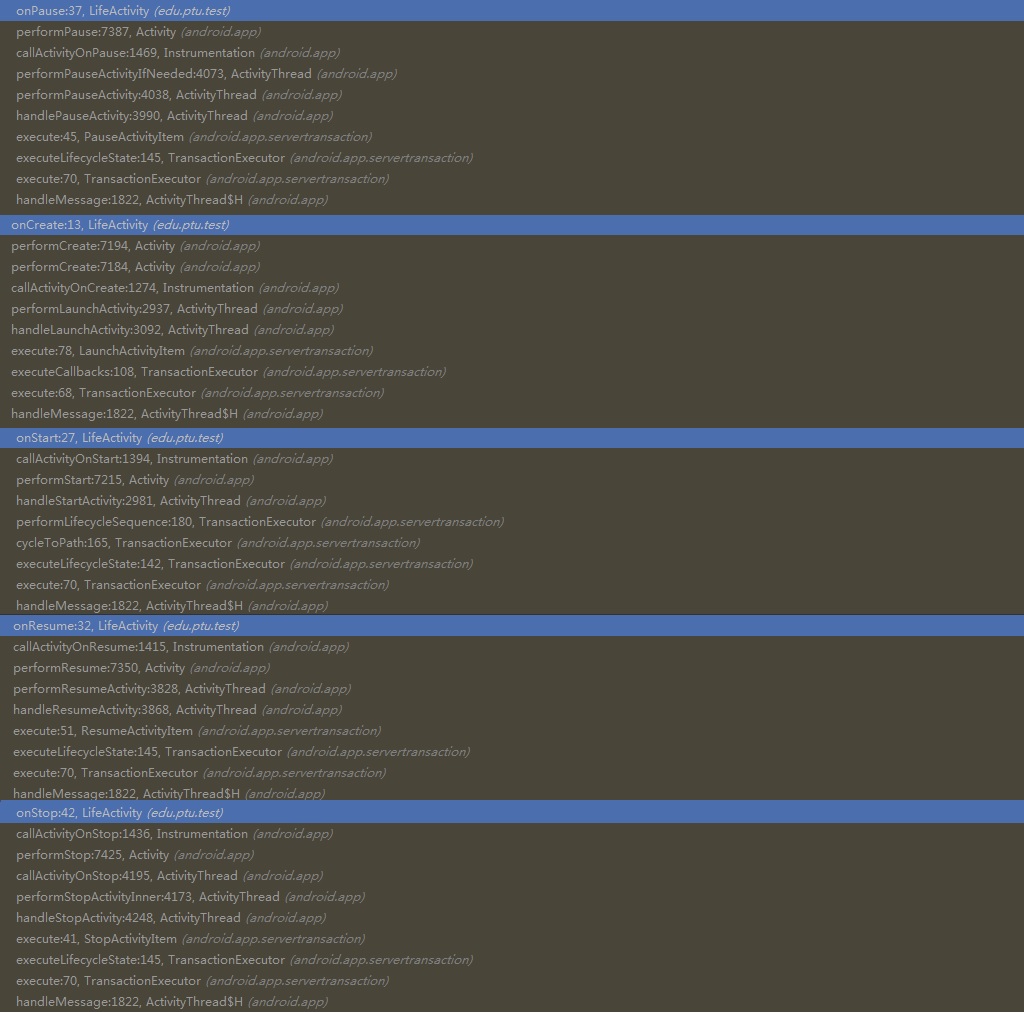 onPause:37, LifeActivity (edu.ptu.test)
performPause:7387, Activity (android.app)
callActivityOnPause:1469, Instrumentation (android.app)
performPauseActivityIfNeeded:4073, ActivityThread (android.app)
performPauseActivity:4038, ActivityThread (android.app)
handlePauseActivity:3990, ActivityThread (android.app)
execute:45, PauseActivityItem (android.app.servertransaction)
executeLifecycleState:145, TransactionExecutor (android.app.servertransaction)
execute:70, TransactionExecutor (android.app.servertransaction)
handleMessage:1822, ActivityThread$H (android.app)
onCreate:13, LifeActivity (edu.ptu.test)
performCreate:7194, Activity (android.app)
performCreate:7184, Activity (android.app)
callActivityOnCreate:1274, Instrumentation (android.app)
performLaunchActivity:2937, ActivityThread (android.app)
handleLaunchActivity:3092, ActivityThread (android.app)
execute:78, LaunchActivityItem (android.app.servertransaction)
executeCallbacks:108, TransactionExecutor (android.app.servertransaction)
execute:68, TransactionExecutor (android.app.servertransaction)
handleMessage:1822, ActivityThread$H (android.app)
onStart:27, LifeActivity (edu.ptu.test)
callActivityOnStart:1394, Instrumentation (android.app)
performStart:7215, Activity (android.app)
handleStartActivity:2981, ActivityThread (android.app)
performLifecycleSequence:180, TransactionExecutor (android.app.servertransaction)
cycleToPath:165, TransactionExecutor (android.app.servertransaction)
executeLifecycleState:142, TransactionExecutor (android.app.servertransaction)
execute:70, TransactionExecutor (android.app.servertransaction)
handleMessage:1822, ActivityThread$H (android.app)
onResume:32, LifeActivity (edu.ptu.test)
callActivityOnResume:1415, Instrumentation (android.app)
performResume:7350, Activity (android.app)
performResumeActivity:3828, ActivityThread (android.app)
handleResumeActivity:3868, ActivityThread (android.app)
execute:51, ResumeActivityItem (android.app.servertransaction)
executeLifecycleState:145, TransactionExecutor (android.app.servertransaction)
execute:70, TransactionExecutor (android.app.servertransaction)
handleMessage:1822, ActivityThread$H (android.app)
onStop:42, LifeActivity (edu.ptu.test)
callActivityOnStop:1436, Instrumentation (android.app)
performStop:7425, Activity (android.app)
callActivityOnStop:4195, ActivityThread (android.app)
performStopActivityInner:4173, ActivityThread (android.app)
handleStopActivity:4248, ActivityThread (android.app)
execute:41, StopActivityItem (android.app.servertransaction)
executeLifecycleState:145, TransactionExecutor (android.app.servertransaction)
execute:70, TransactionExecutor (android.app.servertransaction)
handleMessage:1822, ActivityThread$H (android.app)